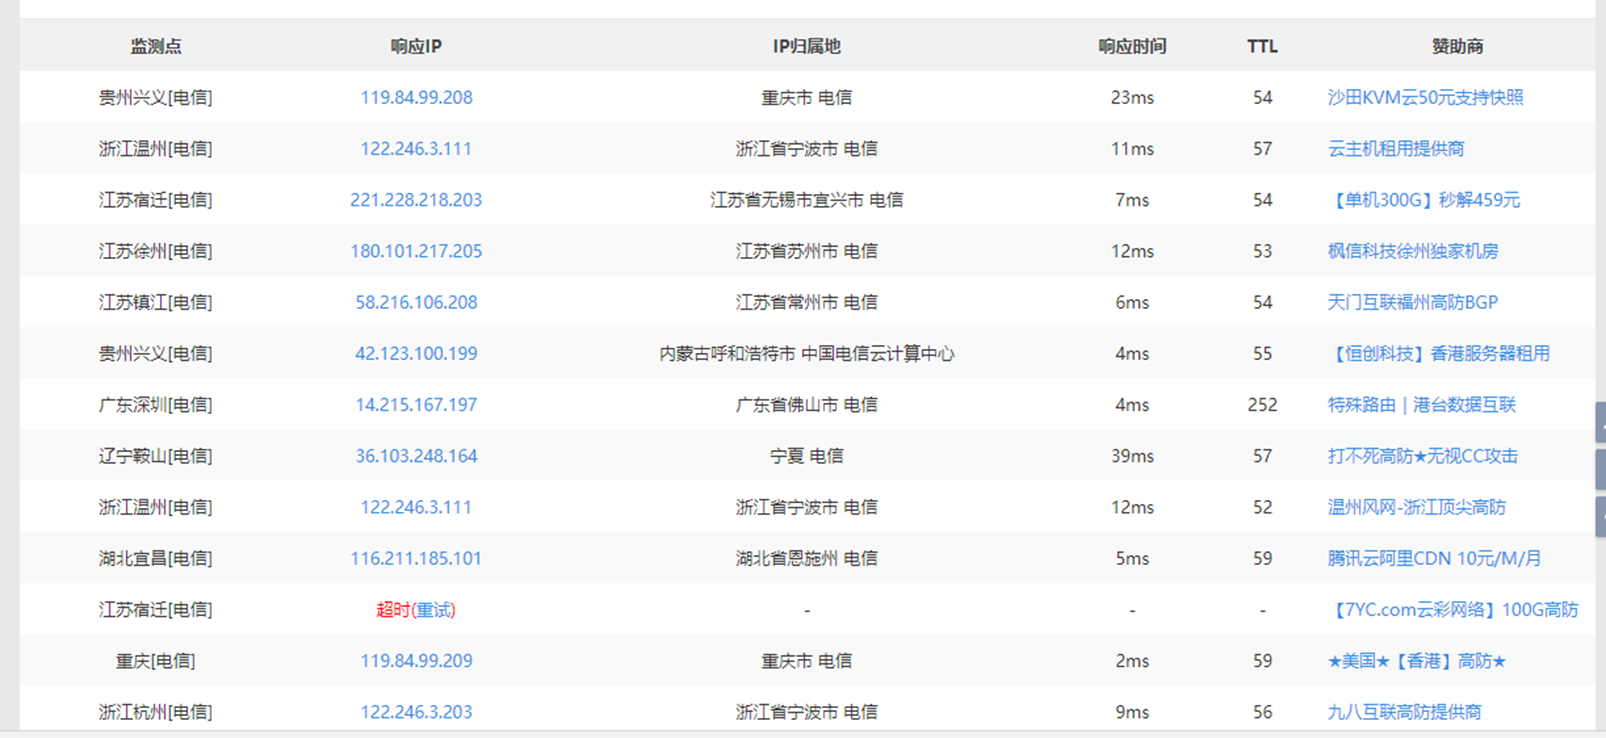 监测点 响应IP IP归属地 响应时间 TTL 赞助商
贵州兴义[电信] 119.84.99.208 重庆市 电信 23ms 54 沙田KVM云50元支持快照
浙江温州[电信] 122.246.3.111 浙江省宁波市 电信 11ms 57 云主机租用提供商
江苏宿迁[电信] 221.228.218.203 江苏省无锡市宜兴市 电信 7ms 54 【单机300G】秒解459元
江苏徐州[电信] 180.101.217.205 江苏省苏州市 电信 12ms 53 枫信科技徐州独家机房
江苏镇江[电信] 58.216.106.208 江苏省常州市 电信 6ms 54 天门互联福州高防BGP
贵州兴义[电信] 42.123.100.199 内蒙古呼和浩特市 中国电信云计算中心 4ms 55 【恒创科技】香港服务器租用
广东深圳[电信] 14.215.167.197 广东省佛山市 电信 4ms 252 特殊路由 | 港台数据互联
辽宁鞍山[电信] 36.103.248.164 宁夏 电信 39ms 57 打不死高防★无视CC攻击
浙江温州[电信] 122.246.3.111 浙江省宁波市 电信 12ms 52 温州风网-浙江顶尖高防
湖北宜昌[电信] 116.211.185.101 湖北省恩施州 电信 5ms 59 腾讯云阿里CDN 10元/M/月
江苏宿迁[电信] 超时(重试) - - - 【7YC.com云彩网络】100G高防
重庆[电信] 119.84.99.209 重庆市 电信 2ms 59 ★美国★【香港】高防★
浙江杭州[电信] 122.246.3.203 浙江省宁波市 电信 9ms 56 九八互联高防提供商